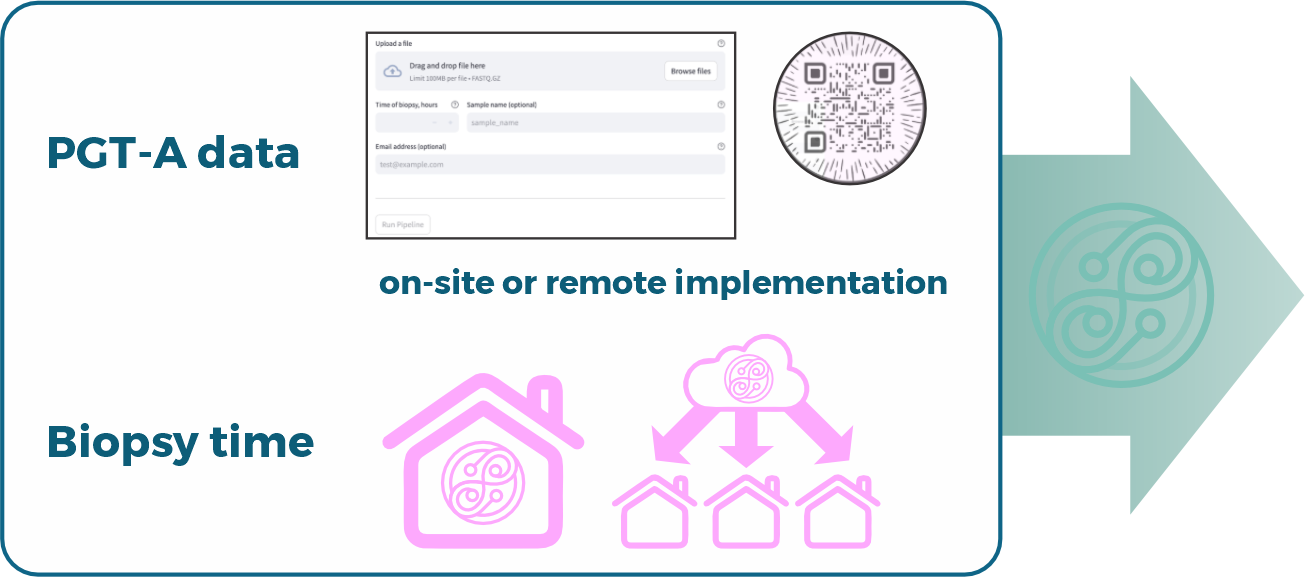 PGT-A data
Upload a file
Drag and drop file here
Limit 100MB per file • FASTQ.GZ
Browse files
Time of biopsy, hours
Sample name (optional)
sample_name
Email address (optional)
test@example.com
Run Pipeline
on-site or remote implementation
Biopsy time